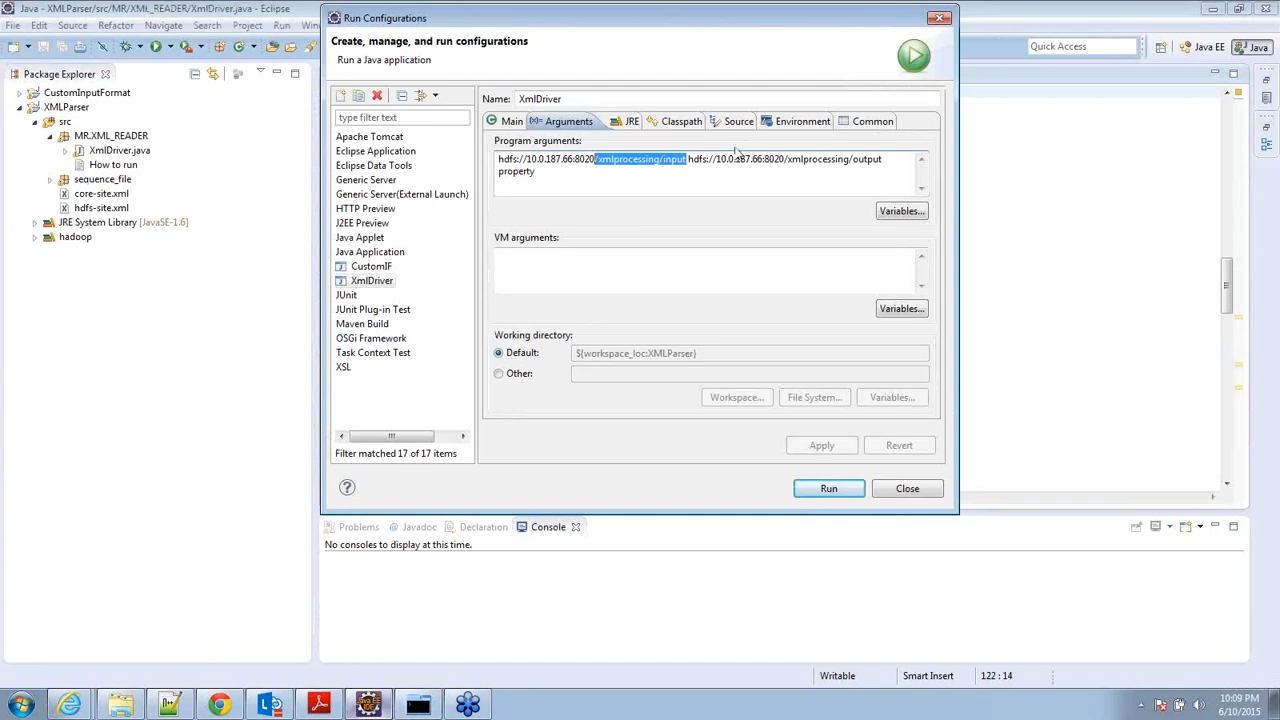 Java - XMLParser/src/MR/XML_READER/XmlDriver.java - Eclipse
File Edit Source Refactor Navigate Search Project Run
Quick Access
Java EE
Java
Package Explorer
CustomInputFormat
XMLParser
src
MR.XML_READER
XmlDriver.java
How to run
sequence_file
core-site.xml
hdfs-site.xml
JRE System Library [JavaSE-1.6]
hadoop
Run Configurations
Create, manage, and run configurations
Run a Java application
type filter text
Apache Tomcat
Eclipse Application
Eclipse Data Tools
Generic Server
Generic Server(External Launch)
HTTP Preview
J2EE Preview
Java Applet
Java Application
CustomIF
XmlDriver
JUnit
JUnit Plug-in Test
Maven Build
OSGi Framework
Task Context Test
XSL
Filter matched 17 of 17 items
Name: XmlDriver
Main (x)= Arguments JRE Classpath Source Environment Common
Program arguments:
hdfs://10.0.187.66:8020/xmlprocessing/input hdfs://10.0.187.66:8020/xmlprocessing/output
property
Variables...
VM arguments:
Variables...
Working directory:
Default: ${workspace_loc:XMLParser}
Other:
Workspace... File System... Variables...
Apply Revert
Run Close
Problems Javadoc Declaration Console
No consoles to display at this time.
Writable Smart Insert 122 : 14
10:09 PM
6/10/2015